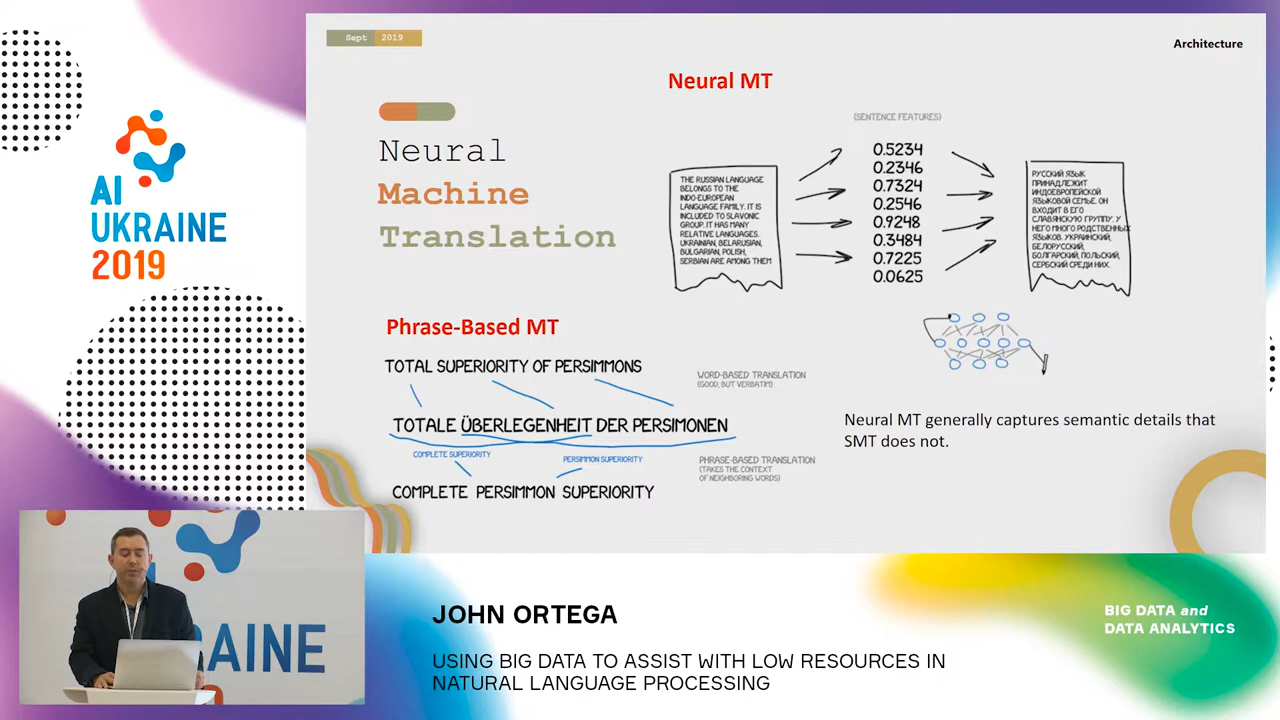 Sept 2019
Architecture
AI
UKRAINE
2019
Neural
Machine
Translation
Neural MT
(SENTENCE FEATURES)
THE RUSSIAN LANGUAGE
BELONGS TO THE
INDO-EUROPEAN
LANGUAGE FAMILY. IT IS
INCLUDED TO SLAVONIC
GROUP. IT HAS MANY
RELATIVE LANGUAGES.
UKRAINIAN, BELARUSIAN,
BULGARIAN, POLISH,
SERBIAN ARE AMONG THEM
0.5234
0.2346
0.7324
0.2546
0.9248
0.3484
0.7225
0.0625
РУССКИЙ ЯЗЫК
ПРИНАДЛЕЖИТ
ИНДОЕВРОПЕЙСКОЙ
ЯЗЫКОВОЙ СЕМЬЕ. ОН
ВХОДИТ В ЕГО
СЛАВЯНСКУЮ ГРУППУ. У
НЕГО МНОГО РОДСТВЕННЫХ
ЯЗЫКОВ. УКРАИНСКИЙ,
БЕЛОРУССКИЙ,
БОЛГАРСКИЙ, ПОЛЬСКИЙ,
СЕРБСКИЙ СРЕДИ НИХ.
Phrase-Based MT
TOTAL SUPERIORITY OF PERSIMMONS
WORD-BASED TRANSLATION
(GOOD, BUT VERBATIM)
TOTALE ÜBERLEGENHEIT DER PERSIMONEN
COMPLETE SUPERIORITY
PERSIMMON SUPERIORITY
PHRASE-BASED TRANSLATION
(TAKES THE CONTEXT
OF NEIGHBORING WORDS)
COMPLETE PERSIMMON SUPERIORITY
Neural MT generally captures semantic details that
SMT does not.
RAINE
JOHN ORTEGA
USING BIG DATA TO ASSIST WITH LOW RESOURCES IN
NATURAL LANGUAGE PROCESSING
BIG DATA and
DATA ANALYTICS